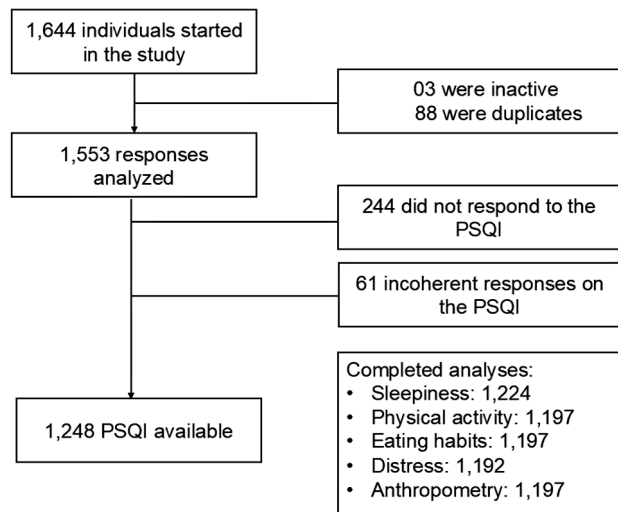 1,644 individuals started
in the study
03 were inactive
88 were duplicates
1,553 responses
analyzed
244 did not respond to the
PSQI
61 incoherent responses on
the PSQI
1,248 PSQI available
Completed analyses:
• Sleepiness: 1,224
• Physical activity: 1,197
• Eating habits: 1,197
• Distress: 1,192
• Anthropometry: 1,197